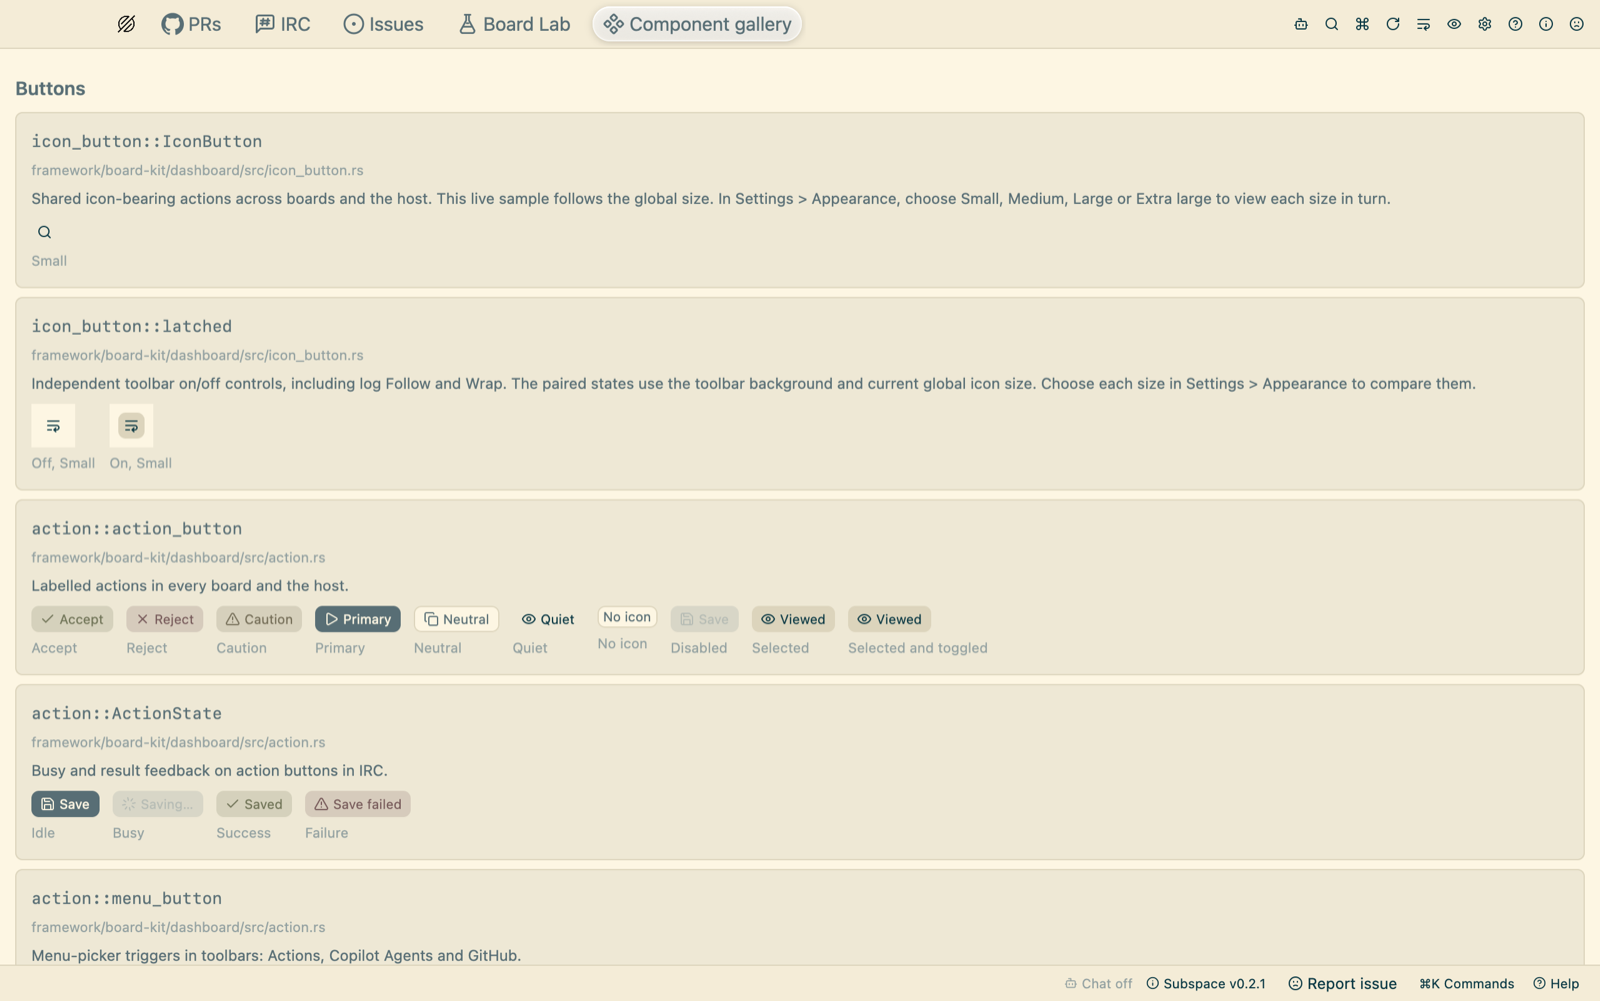 PRs IRC Issues Board Lab Component gallery
Buttons
icon_button::IconButton
framework/board-kit/dashboard/src/icon_button.rs
Shared icon-bearing actions across boards and the host. This live sample follows the global size. In Settings > Appearance, choose Small, Medium, Large or Extra large to view each size in turn.
Small
icon_button::latched
framework/board-kit/dashboard/src/icon_button.rs
Independent toolbar on/off controls, including log Follow and Wrap. The paired states use the toolbar background and current global icon size. Choose each size in Settings > Appearance to compare them.
Off, Small On, Small
action::action_button
framework/board-kit/dashboard/src/action.rs
Labelled actions in every board and the host.
Accept Reject Caution Primary Neutral Quiet No icon Save Viewed Viewed
Accept Reject Caution Primary Neutral Quiet No icon Disabled Selected Selected and toggled
action::ActionState
framework/board-kit/dashboard/src/action.rs
Busy and result feedback on action buttons in IRC.
Save Saving... Saved Save failed
Idle Busy Success Failure
action::menu_button
framework/board-kit/dashboard/src/action.rs
Menu-picker triggers in toolbars: Actions, Copilot Agents and GitHub.
Chat off Subspace v0.2.1 Report issue ⌘K Commands Help